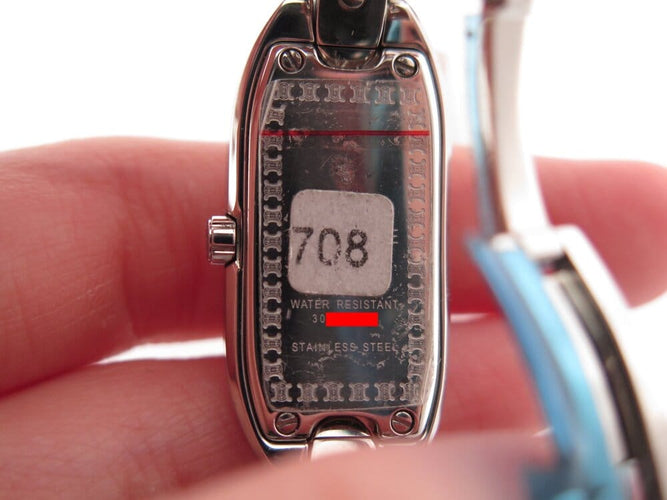 708
WATER RESISTANT
30
STAINLESS STEEL